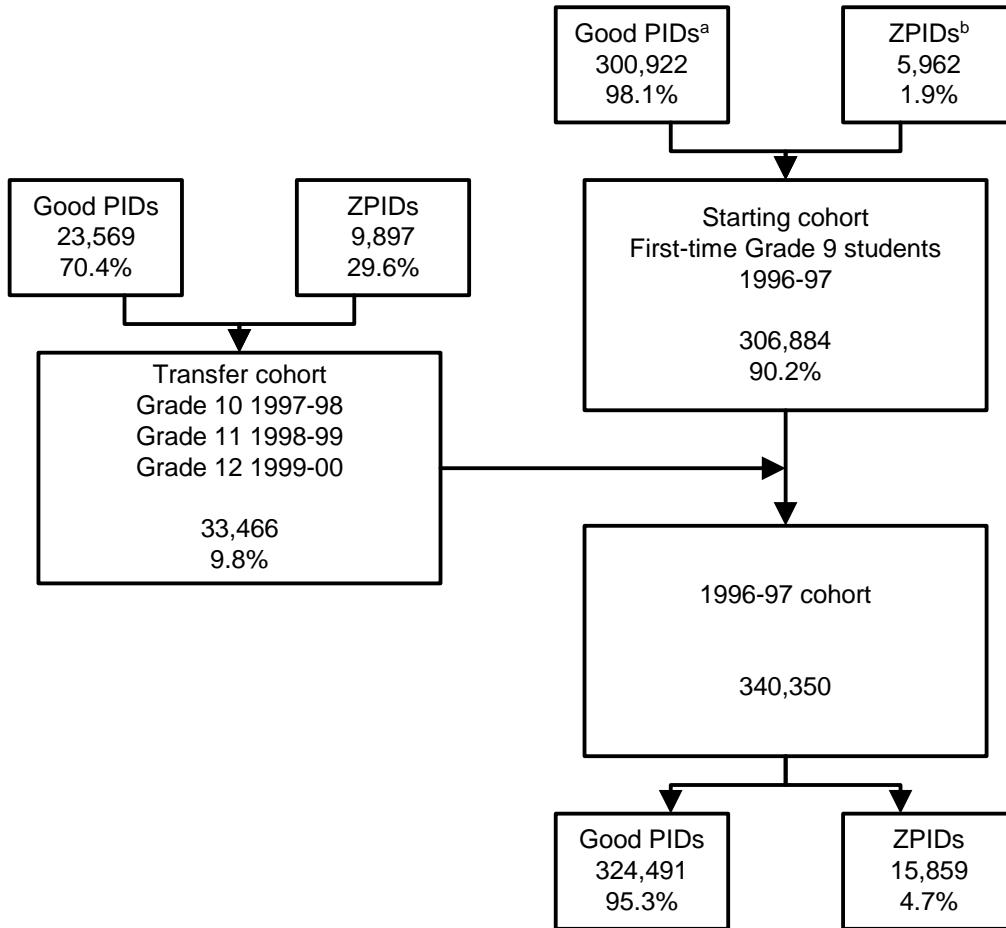 Good PIDsᵃ
300,922
98.1%
ZPIDsᵇ
5,962
1.9%
Good PIDs
23,569
70.4%
ZPIDs
9,897
29.6%
Starting cohort
First-time Grade 9 students
1996-97
306,884
90.2%
Transfer cohort
Grade 10 1997-98
Grade 11 1998-99
Grade 12 1999-00
33,466
9.8%
1996-97 cohort
340,350
Good PIDs
324,491
95.3%
ZPIDs
15,859
4.7%